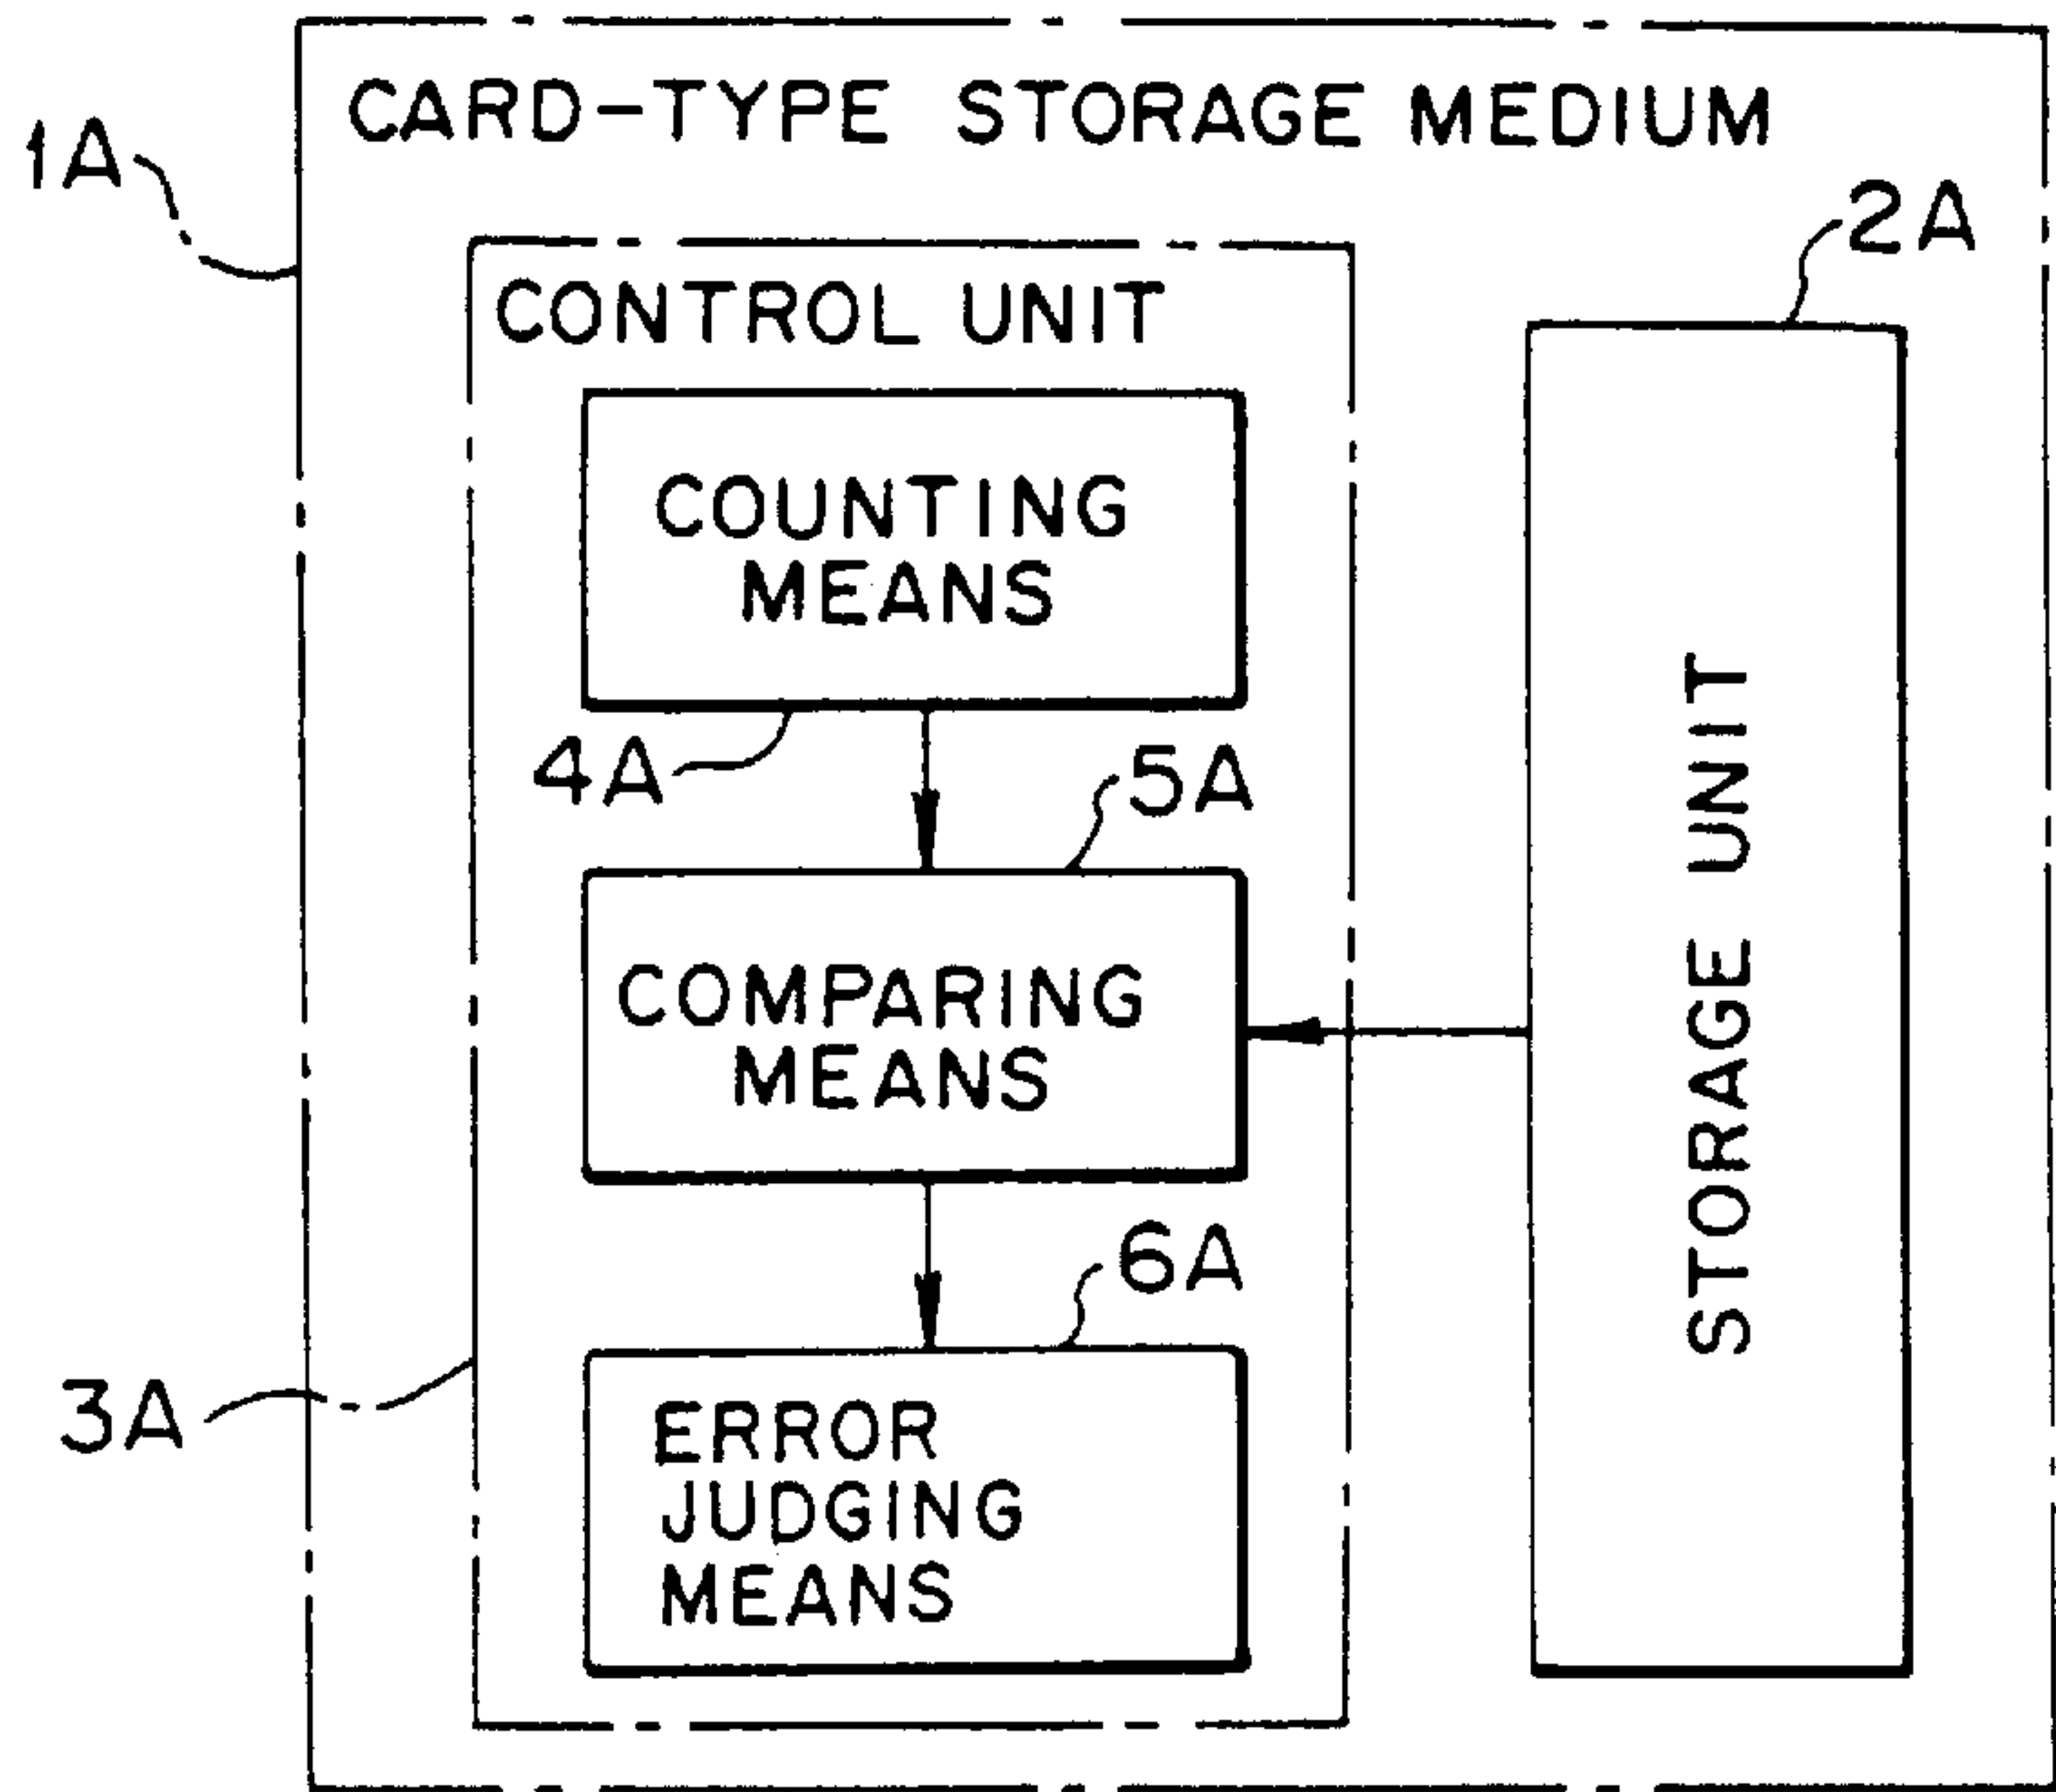 CARD-TYPE STORAGE MEDIUM
1A
2A
CONTROL UNIT
COUNTING
MEANS
4A
5A
COMPARING
MEANS
STORAGE UNIT
6A
3A
ERROR
JUDGING
MEANS